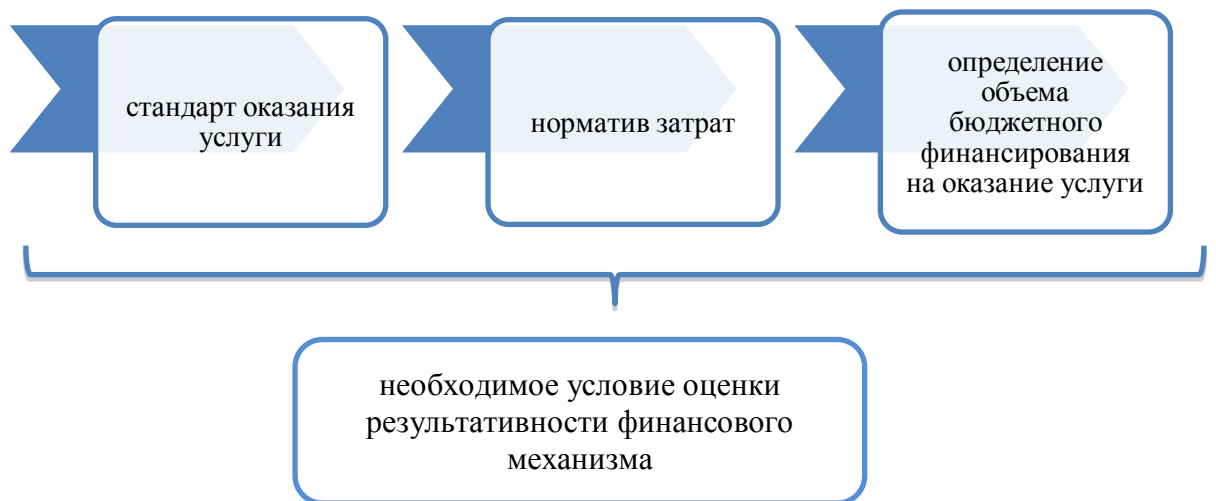 стандарт оказания
услуги
норматив затрат
определение
объема
бюджетного
финансирования
на оказание услуги
необходимое условие оценки
результативности финансового
механизма